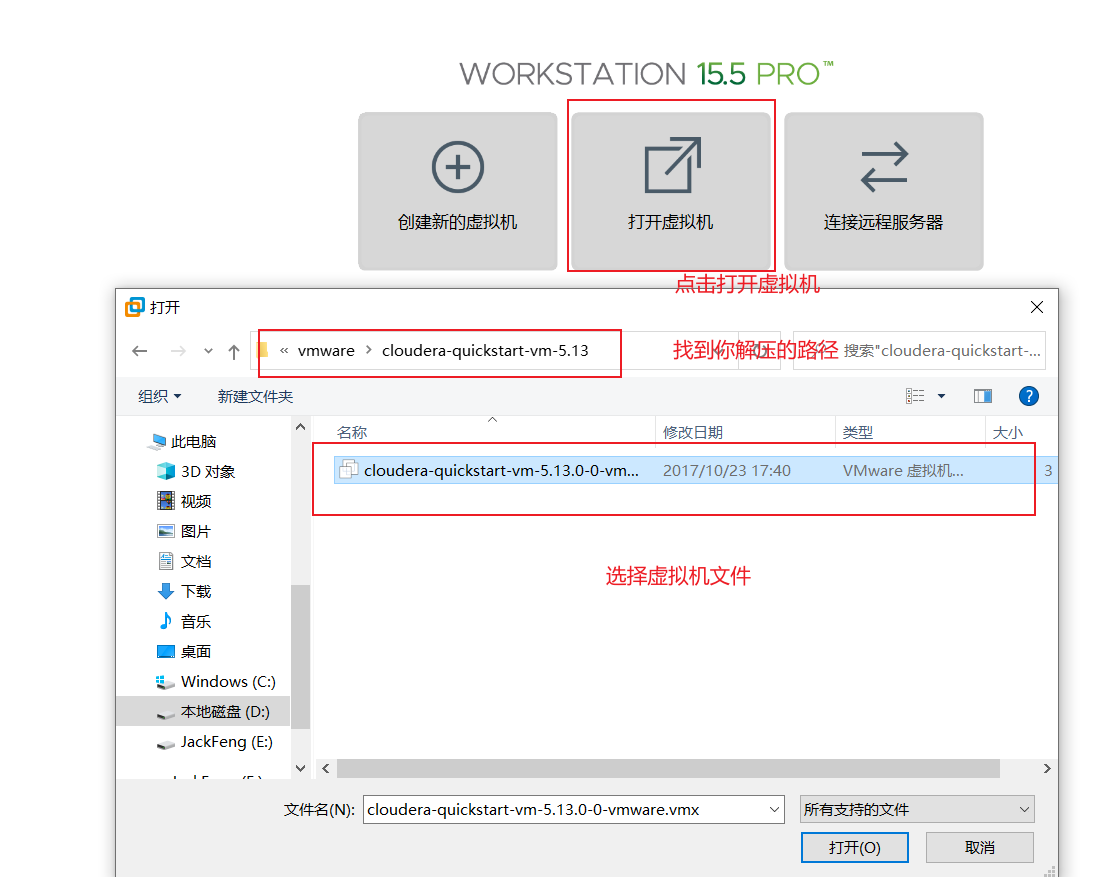 WORKSTATION 15.5 PRO™
创建新的虚拟机
打开虚拟机
连接远程服务器
点击打开虚拟机
打开
« vmware > cloudera-quickstart-vm-5.13
找到你解压的路径
搜索"cloudera-quickstart-...
组织
新建文件夹
?
名称
修改日期
类型
大小
此电脑
3D 对象
视频
图片
文档
下载
音乐
桌面
Windows (C:)
本地磁盘 (D:)
JackFeng (E:)
cloudera-quickstart-vm-5.13.0-0-vm...
2017/10/23 17:40
VMware 虚拟机...
3
选择虚拟机文件
文件名(N):
cloudera-quickstart-vm-5.13.0-0-vmware.vmx
所有支持的文件
打开(O)
取消